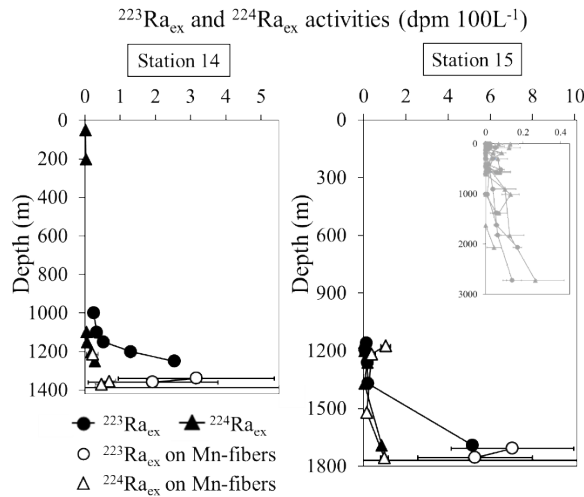 ²²³Raₑₓ and ²²⁴Raₑₓ activities (dpm 100L⁻¹)
Station 14
Station 15
0 1 2 3 4 5
0 2 4 6 8 10
Depth (m)
0
200
400
600
800
1000
1200
1400
Depth (m)
0
300
600
900
1200
1500
1800
0 0.2 0.4
0
1000
2000
3000
²²³Raₑₓ ²²⁴Raₑₓ
²²³Raₑₓ on Mn-fibers
²²⁴Raₑₓ on Mn-fibers